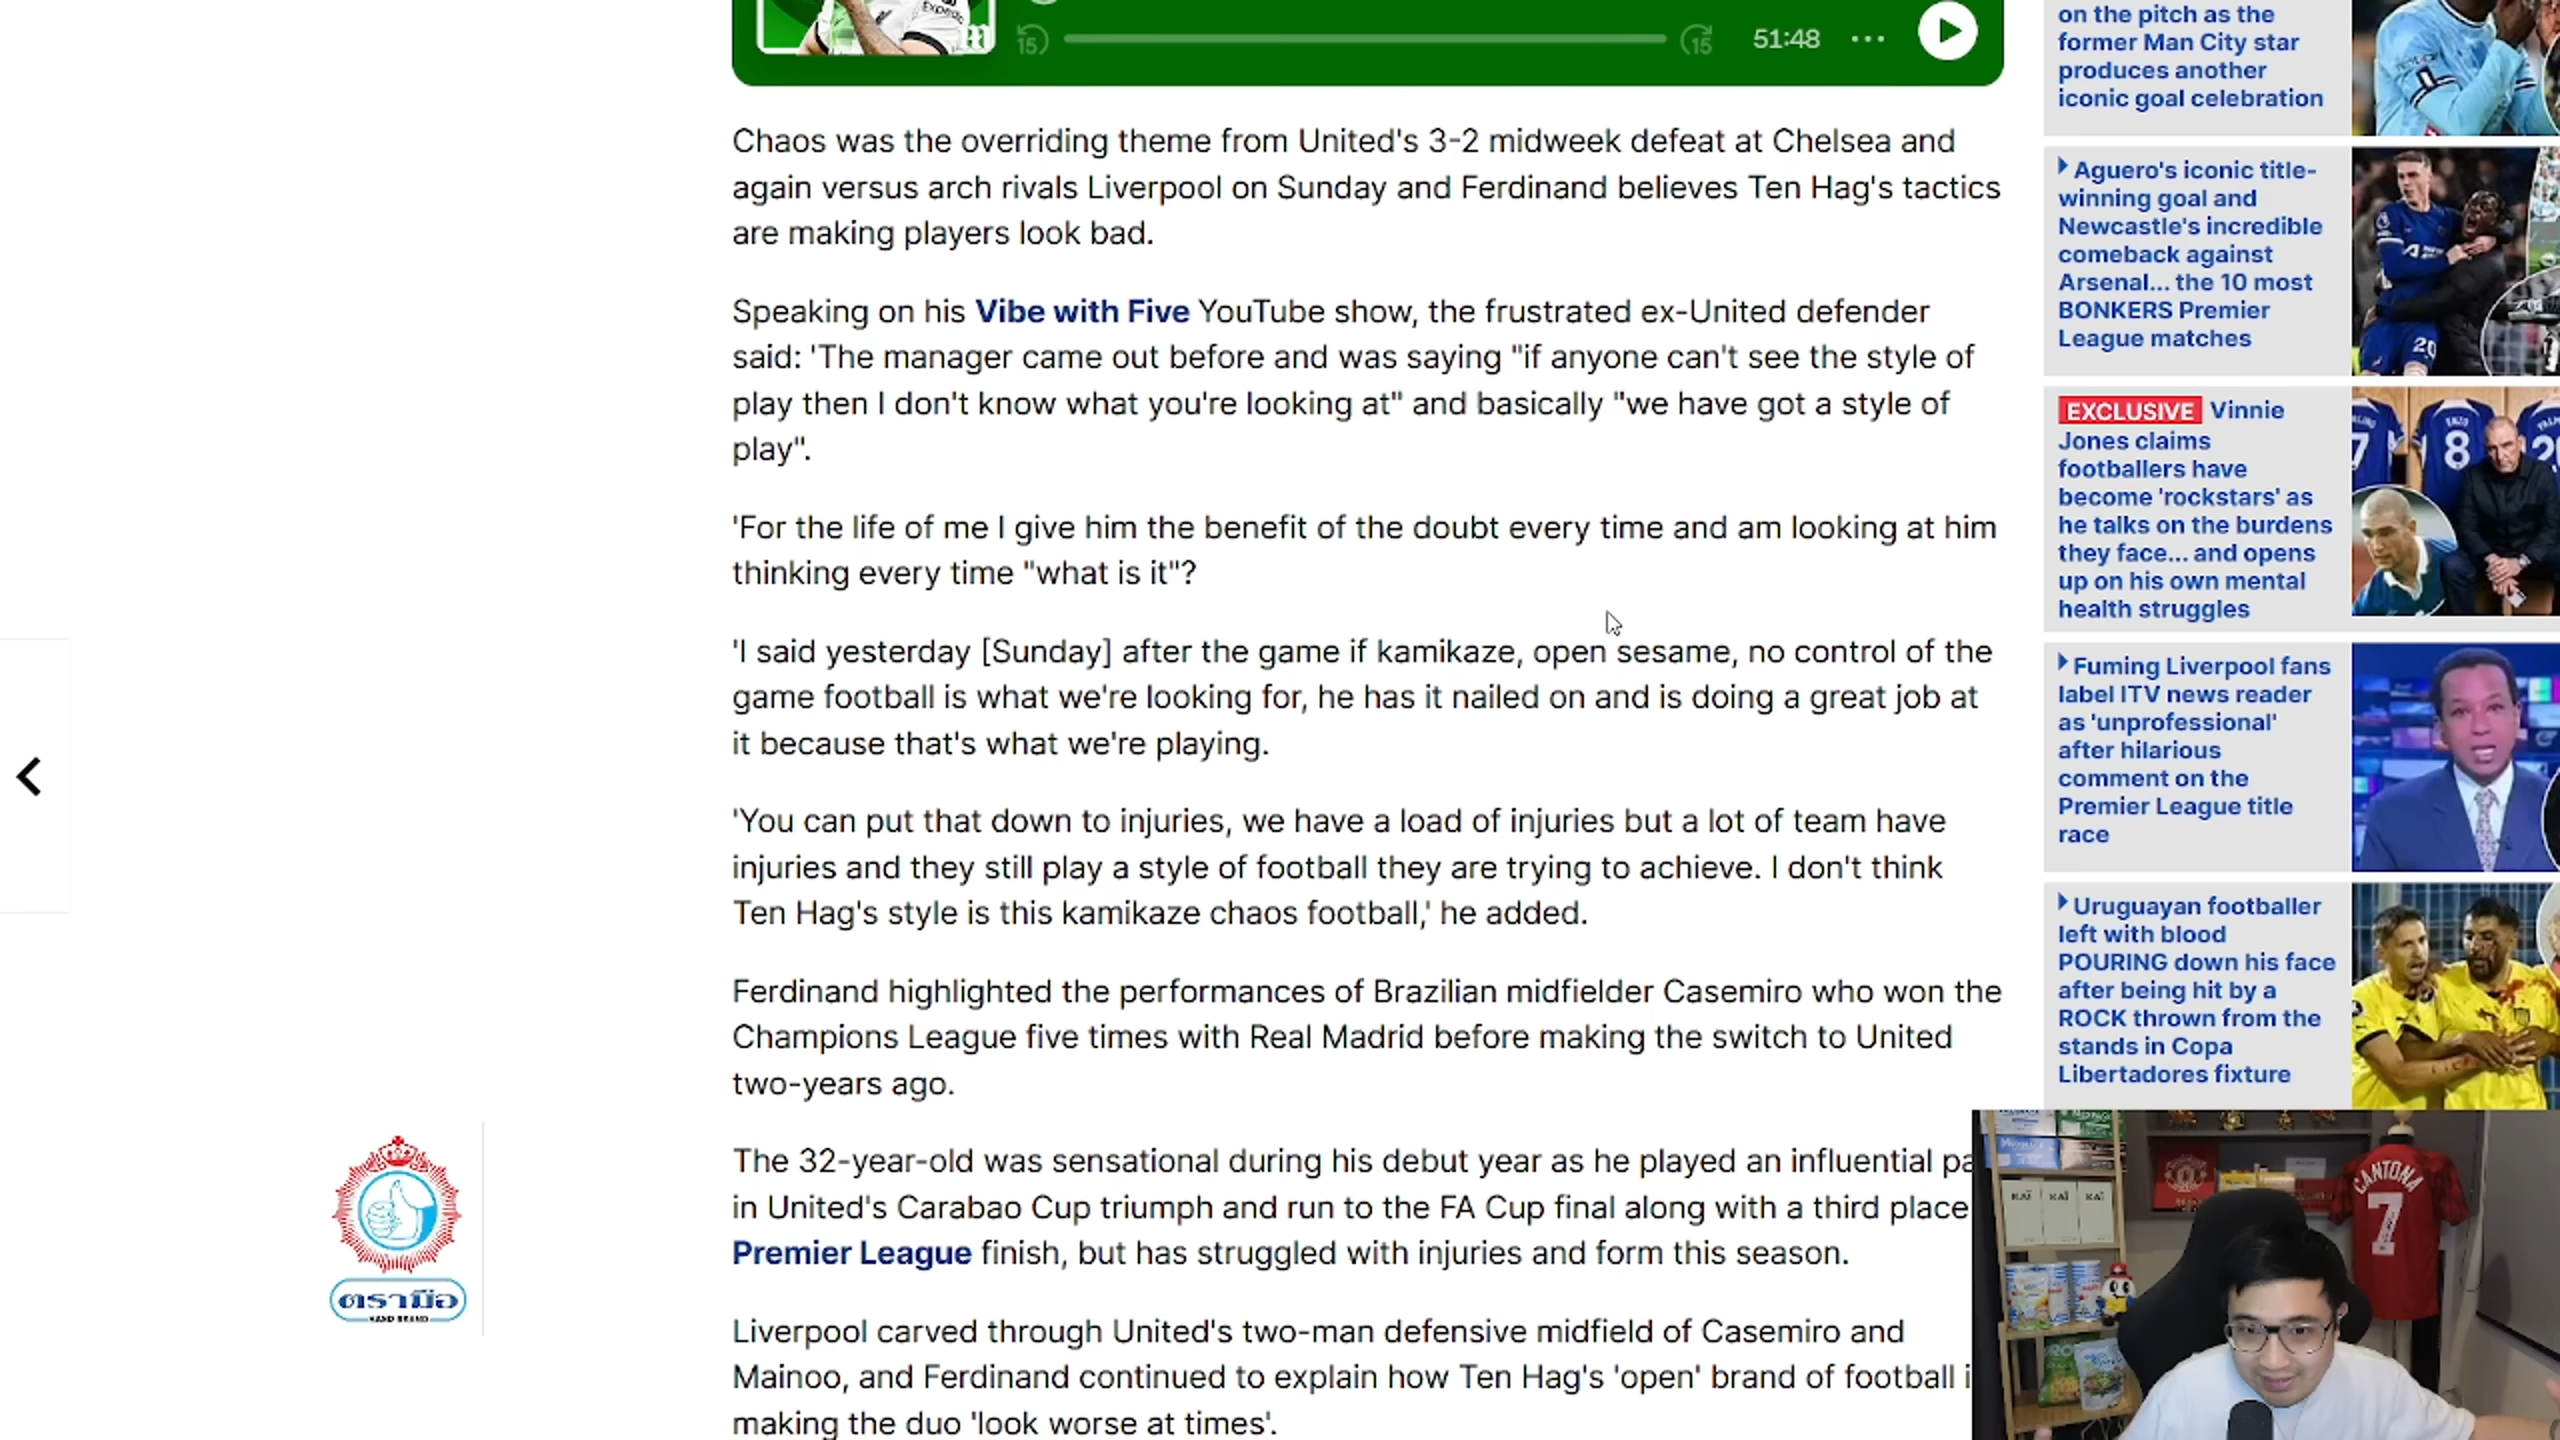 Expedia
15
15
51:48
Chaos was the overriding theme from United's 3-2 midweek defeat at Chelsea and
again versus arch rivals Liverpool on Sunday and Ferdinand believes Ten Hag's tactics
are making players look bad.
Speaking on his Vibe with Five YouTube show, the frustrated ex-United defender
said: 'The manager came out before and was saying "if anyone can't see the style of
play then I don't know what you're looking at" and basically "we have got a style of
play".
'For the life of me I give him the benefit of the doubt every time and am looking at him
thinking every time "what is it"?
'I said yesterday [Sunday] after the game if kamikaze, open sesame, no control of the
game football is what we're looking for, he has it nailed on and is doing a great job at
it because that's what we're playing.
'You can put that down to injuries, we have a load of injuries but a lot of team have
injuries and they still play a style of football they are trying to achieve. I don't think
Ten Hag's style is this kamikaze chaos football,' he added.
Ferdinand highlighted the performances of Brazilian midfielder Casemiro who won the
Champions League five times with Real Madrid before making the switch to United
two-years ago.
The 32-year-old was sensational during his debut year as he played an influential pa
in United's Carabao Cup triumph and run to the FA Cup final along with a third place
Premier League finish, but has struggled with injuries and form this season.
Liverpool carved through United's two-man defensive midfield of Casemiro and
Mainoo, and Ferdinand continued to explain how Ten Hag's 'open' brand of football i
making the duo 'look worse at times'.
on the pitch as the
former Man City star
produces another
iconic goal celebration
Aguero's iconic title-
winning goal and
Newcastle's incredible
comeback against
Arsenal... the 10 most
BONKERS Premier
League matches
20
EXCLUSIVE Vinnie
Jones claims
footballers have
become 'rockstars' as
he talks on the burdens
they face... and opens
up on his own mental
health struggles
7
8
2
Fuming Liverpool fans
label ITV news reader
as 'unprofessional'
after hilarious
comment on the
Premier League title
race
Uruguayan footballer
left with blood
POURING down his face
after being hit by a
ROCK thrown from the
stands in Copa
Libertadores fixture
ตรามือ
HAND BRAND
KAI KAI KAI
CANTONA
7